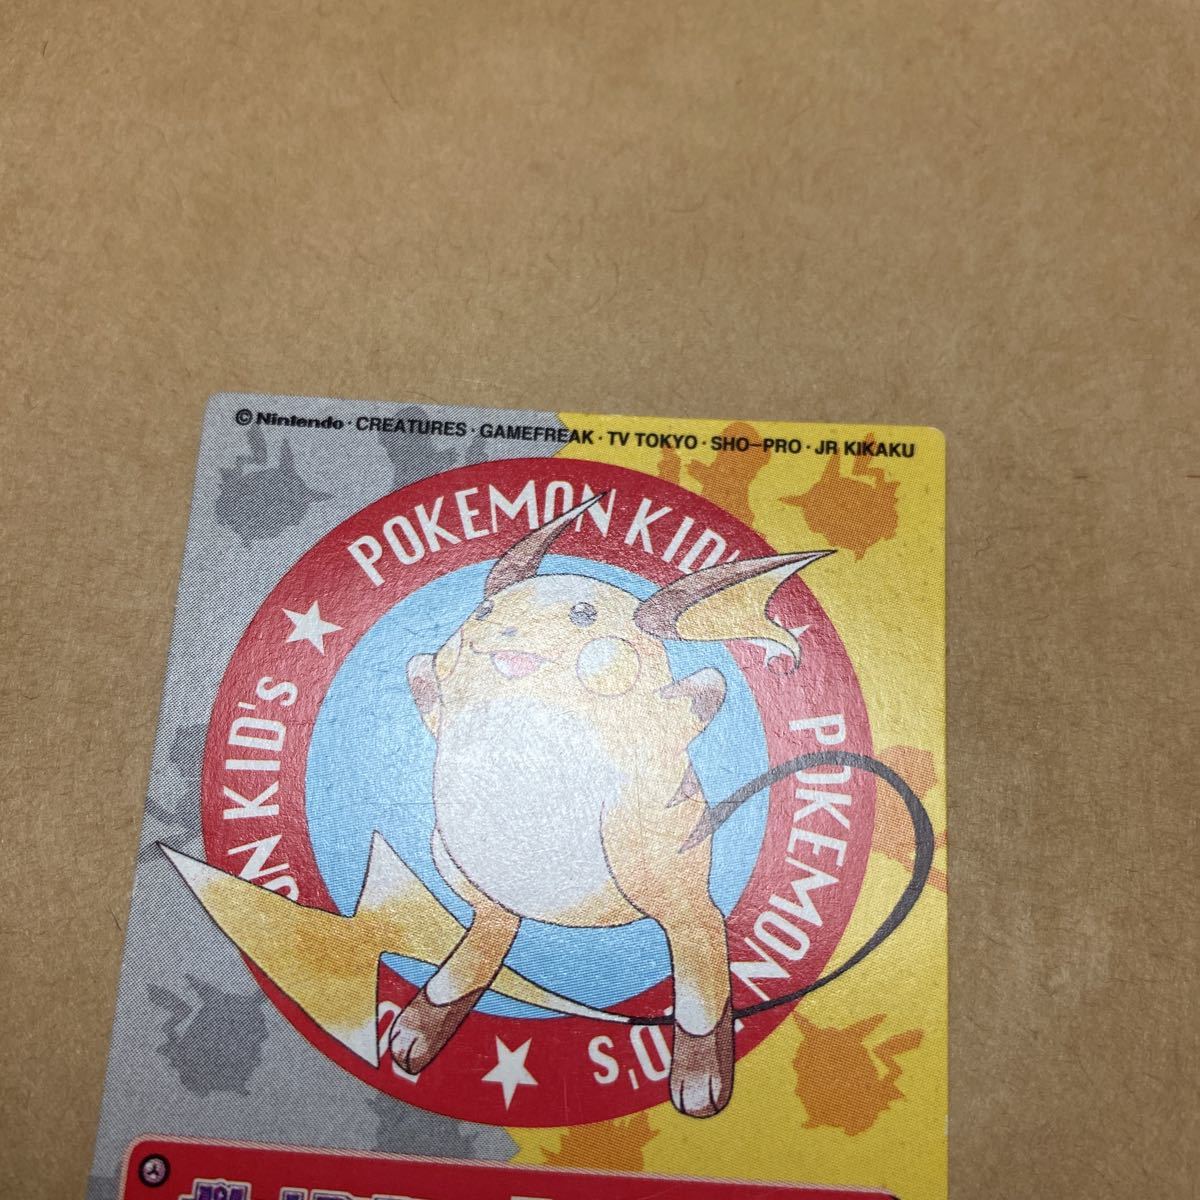 ©Nintendo・CREATURES・GAMEFREAK・TV TOKYO・SHO-PRO・JR KIKAKU
POKEMON KID's
★
POKEMON
★
KID's